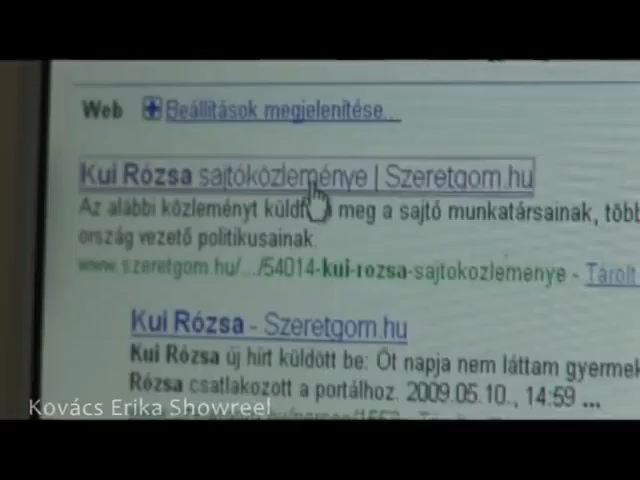 Web + Beállítások megjelenítése...
Kui Rózsa sajtóközleménye | Szeretgom.hu
Az alábbi közleményt küldt meg a sajtó munkatársainak, több
ország vezető politikusainak.
www.szeretgom.hu/.../54014-kui-rozsa-sajtokozlemenye - Tárolt
Kui Rózsa - Szeretgom.hu
Kui Rózsa új hírt küldött be: Öt napja nem láttam gyermek
Rózsa csatlakozott a portálhoz. 2009.05.10., 14:59 ...
Kovács Erika Showreel